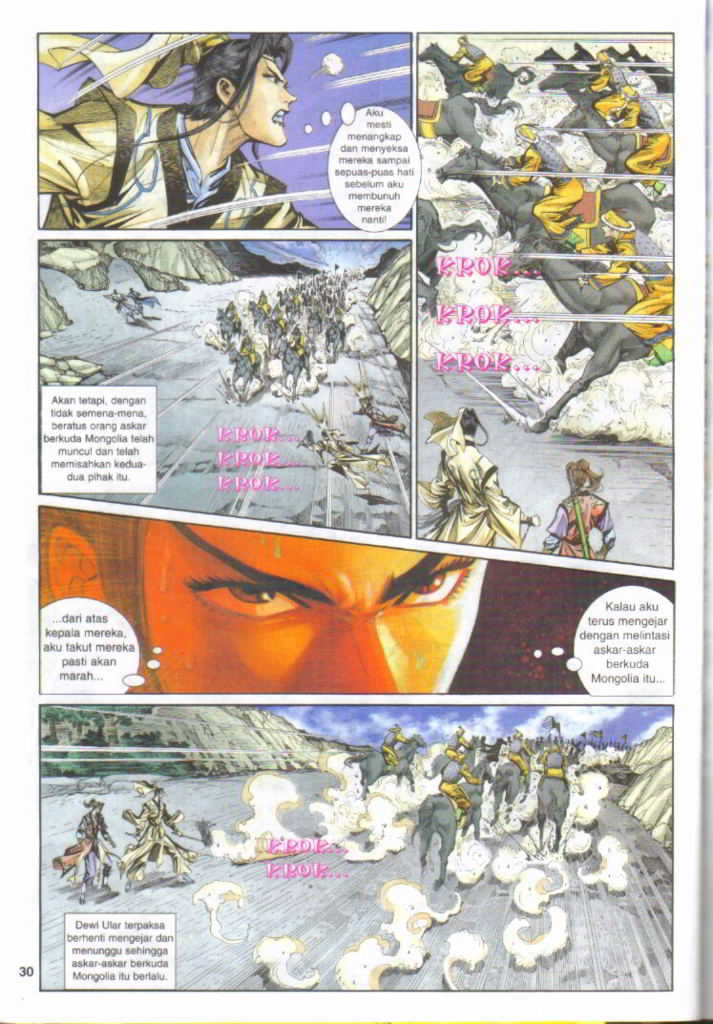 Aku
mesti
menangkap
dan menyeksa
mereka sampai
sepuas-puas hati
sebelum aku
membunuh
mereka
nanti!
KROK...
KROK...
KROK...
Akan tetapi, dengan
tidak semena-mena,
beratus orang askar
berkuda Mongolia telah
muncul dan telah
memisahkan kedua-
dua pihak itu.
KROK...
KROK...
KROK...
Kalau aku
terus mengejar
dengan melintasi
askar-askar
berkuda
Mongolia itu...
...dari atas
kepala mereka,
aku takut mereka
pasti akan
marah...
KROK...
KROK...
Dewi Ular terpaksa
berhenti mengejar dan
menunggu sehingga
askar-askar berkuda
Mongolia itu berlalu.
30